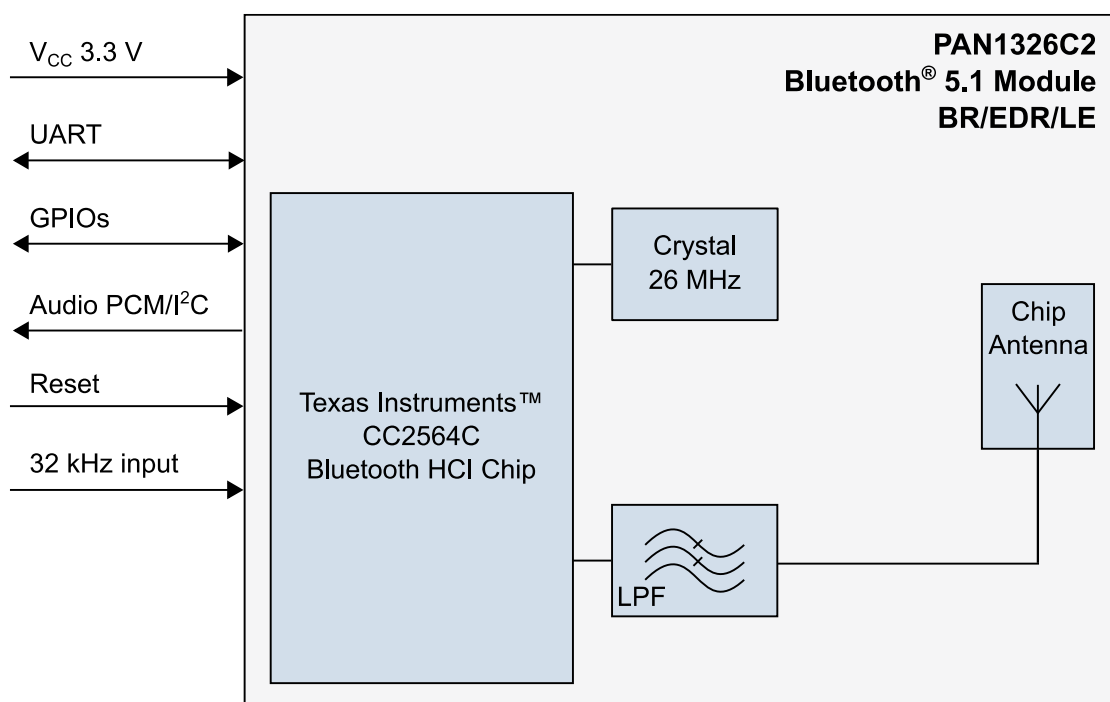 V_CC 3.3 V
UART
GPIOs
Audio PCM/I²C
Reset
32 kHz input
PAN1326C2
Bluetooth® 5.1 Module
BR/EDR/LE
Texas Instruments™
CC2564C
Bluetooth HCI Chip
Crystal
26 MHz
LPF
Chip
Antenna